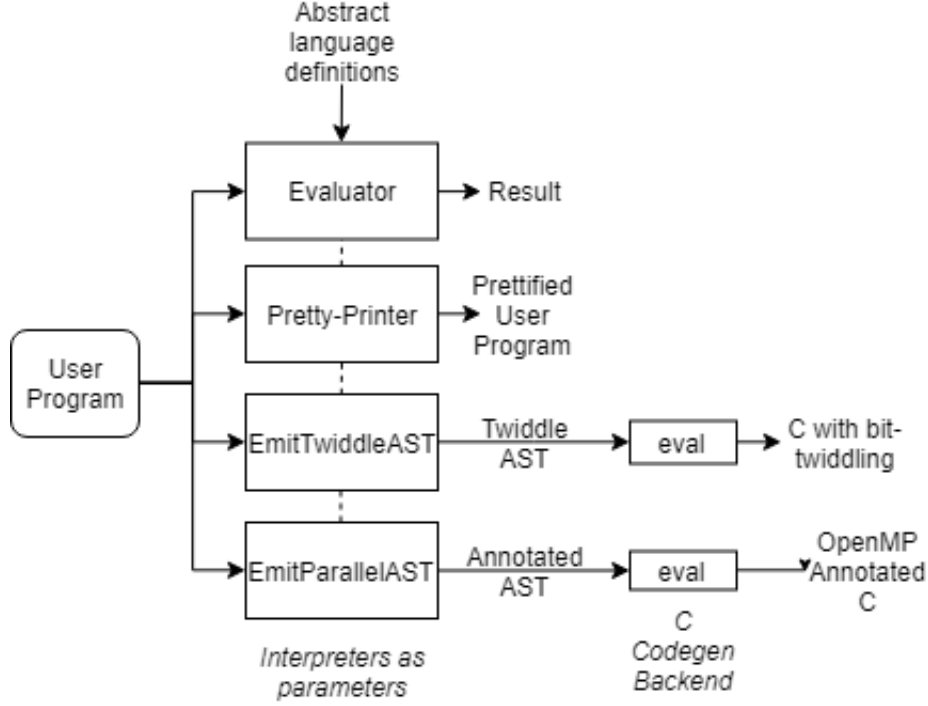 Abstract
language
definitions
Evaluator
Result
Pretty-Printer
Prettified
User
Program
User
Program
EmitTwiddleAST
Twiddle
AST
eval
C with bit-
twiddling
EmitParallelAST
Annotated
AST
eval
OpenMP
Annotated
C
Interpreters as
parameters
C
Codegen
Backend